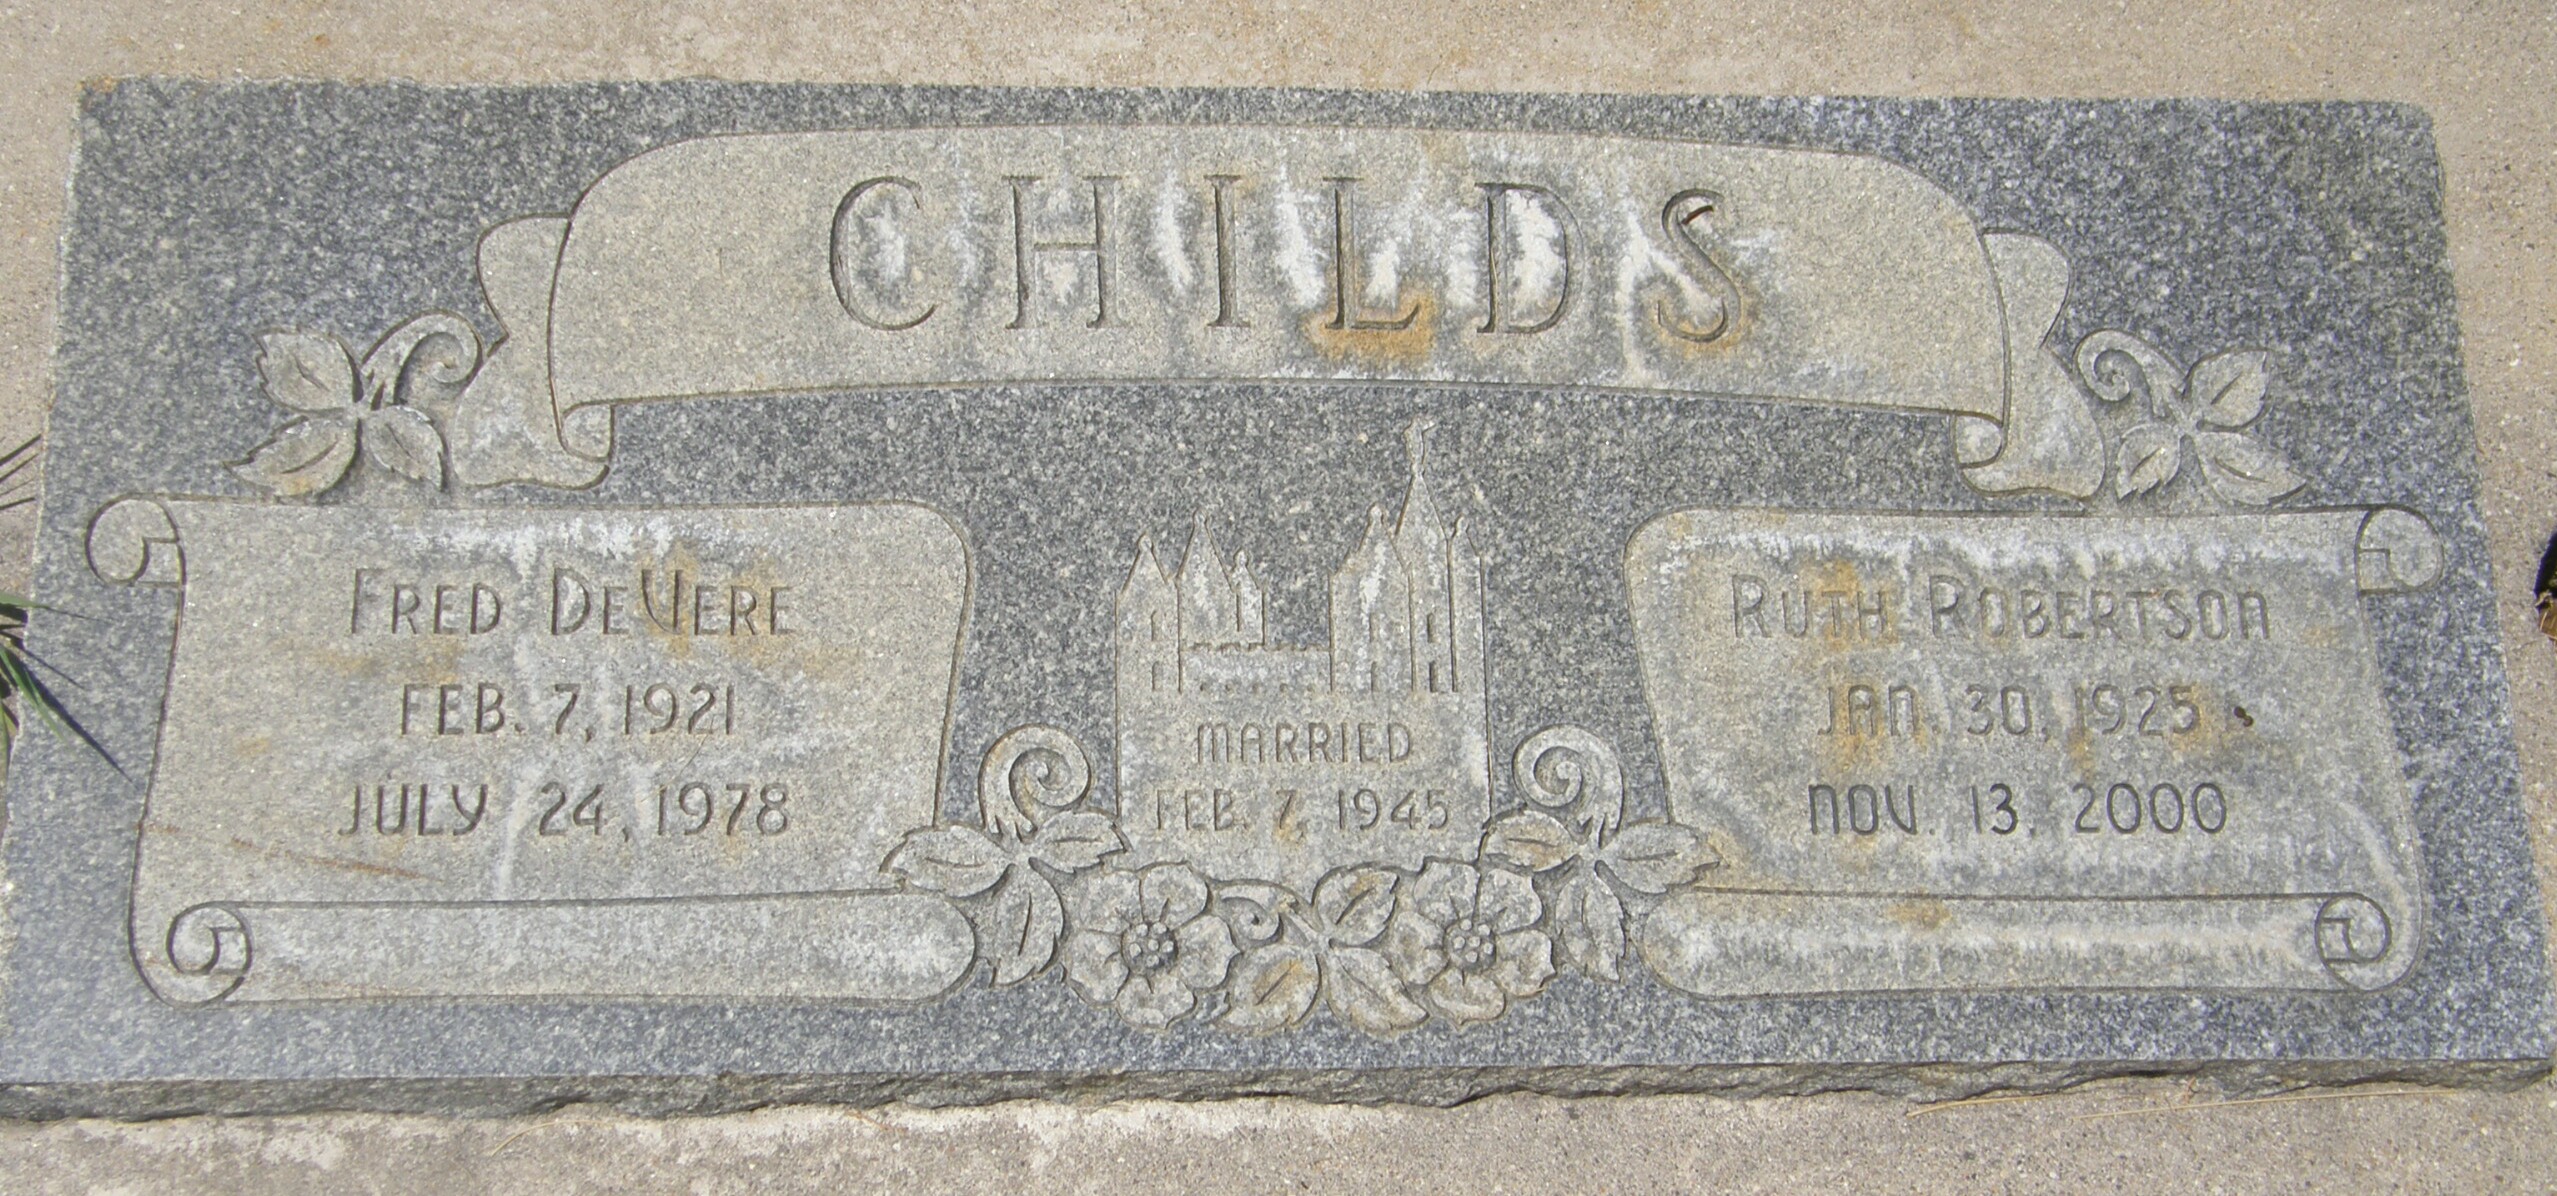 CHILDS
FRED DEVERE
FEB. 7, 1921
JULY 24, 1978
MARRIED
FEB. 7, 1945
RUTH ROBERTSON
JAN. 30, 1925
NOV. 13, 2000